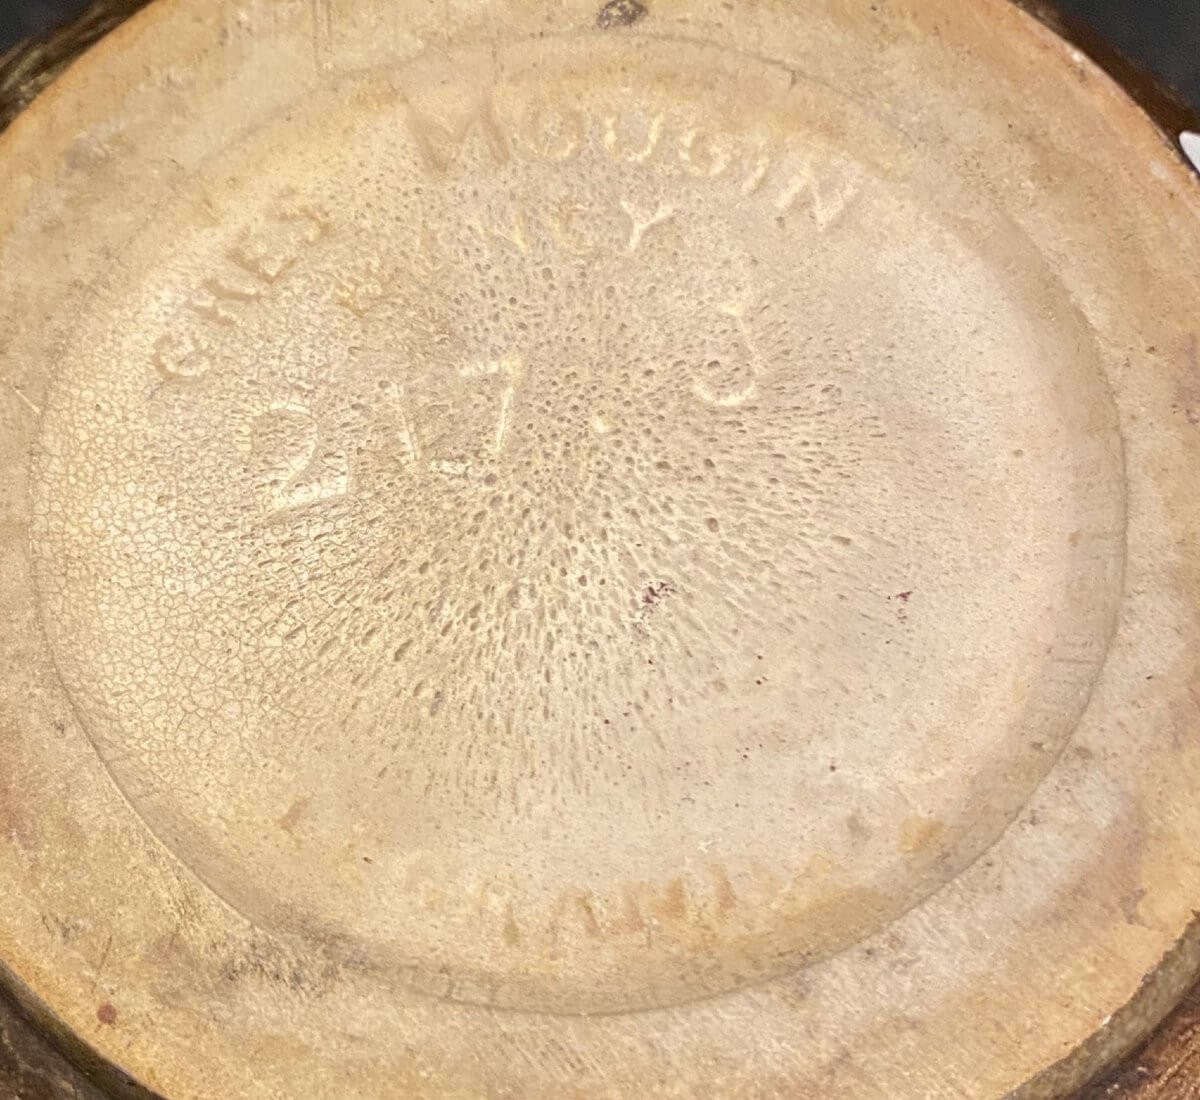 GRES MOUGIN
NANCY
217. J